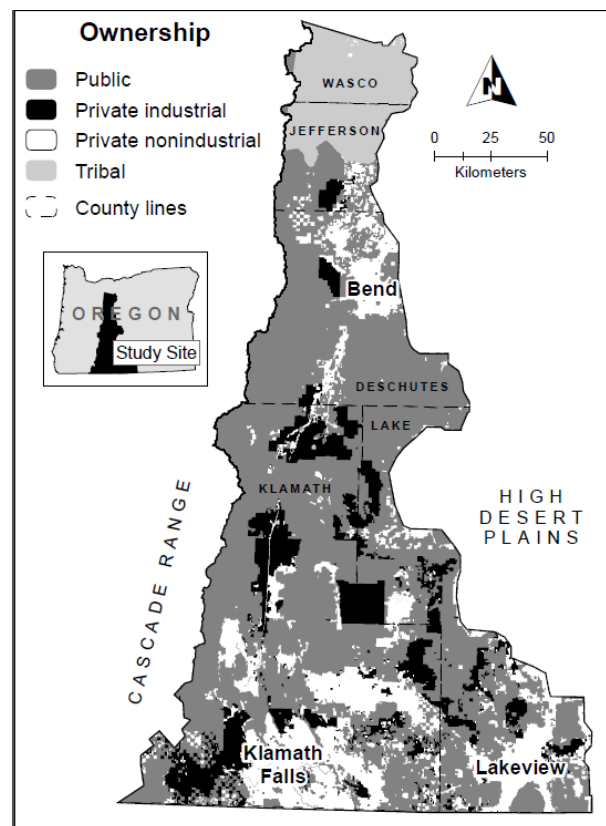 Ownership
Public
Private industrial
Private nonindustrial
Tribal
County lines
N
0 25 50
Kilometers
WASCO
JEFFERSON
Bend
OREGON
Study Site
DESCHUTES
LAKE
KLAMATH
CASCADE RANGE
HIGH
DESERT
PLAINS
Klamath
Falls
Lakeview